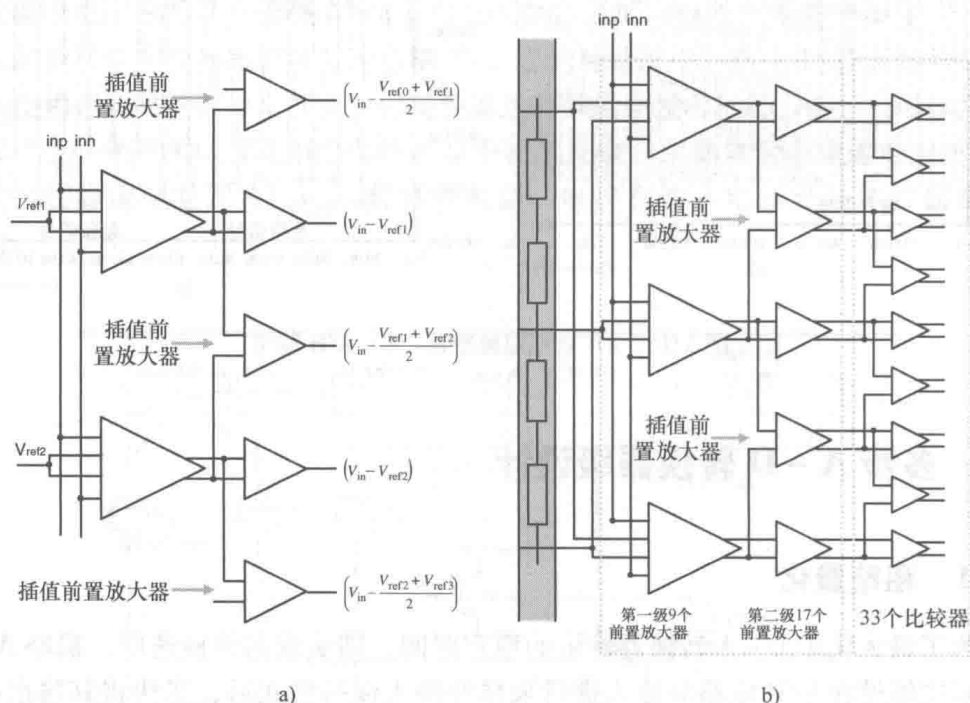 inp inn
插值前
置放大器
(V_in − (V_ref0 + V_ref1)/2)
inp inn
V_ref1
(V_in − V_ref1)
插值前
置放大器
(V_in − (V_ref1 + V_ref2)/2)
V_ref2
(V_in − V_ref2)
插值前置放大器
(V_in − (V_ref2 + V_ref3)/2)
插值前
置放大器
插值前
置放大器
第一级9个
前置放大器
第二级17个
前置放大器
33个比较器
a)
b)